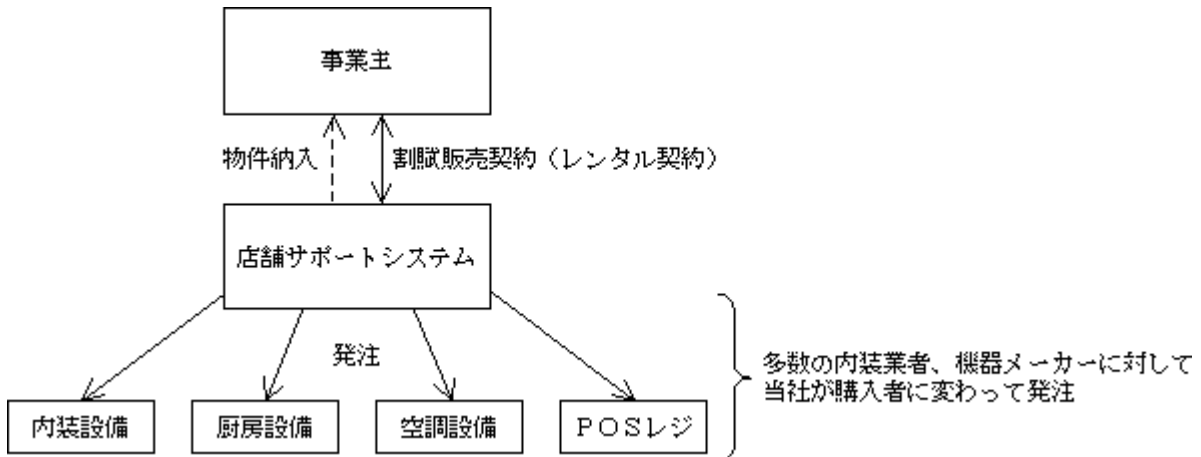 事業主
物件納入
割賦販売契約（レンタル契約）
店舗サポートシステム
発注
多数の内装業者、機器メーカーに対して
当社が購入者に変わって発注
内装設備
厨房設備
空調設備
ＰＯＳレジ